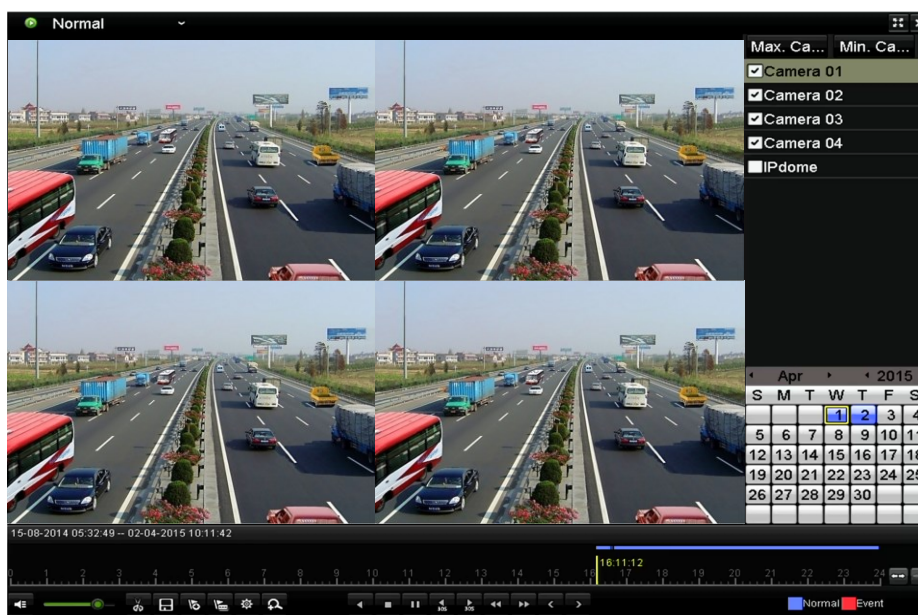 Normal
Max. Ca... Min. Ca...
Camera 01
Camera 02
Camera 03
Camera 04
IPdome
Apr 2015
S M T W T F S
1 2 3 4
5 6 7 8 9 10 11
12 13 14 15 16 17 18
19 20 21 22 23 24 25
26 27 28 29 30
15-08-2014 05:32:49 -- 02-04-2015 10:11:42
16:11:12
0 1 2 3 4 5 6 7 8 9 10 11 12 13 14 15 16 17 18 19 20 21 22 23 24
30S 30S
Normal Event